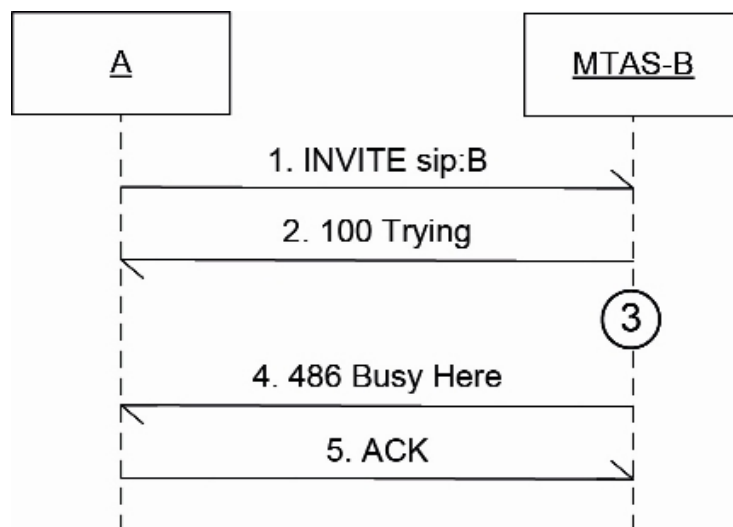 A
MTAS-B
1. INVITE sip:B
2. 100 Trying
3
4. 486 Busy Here
5. ACK